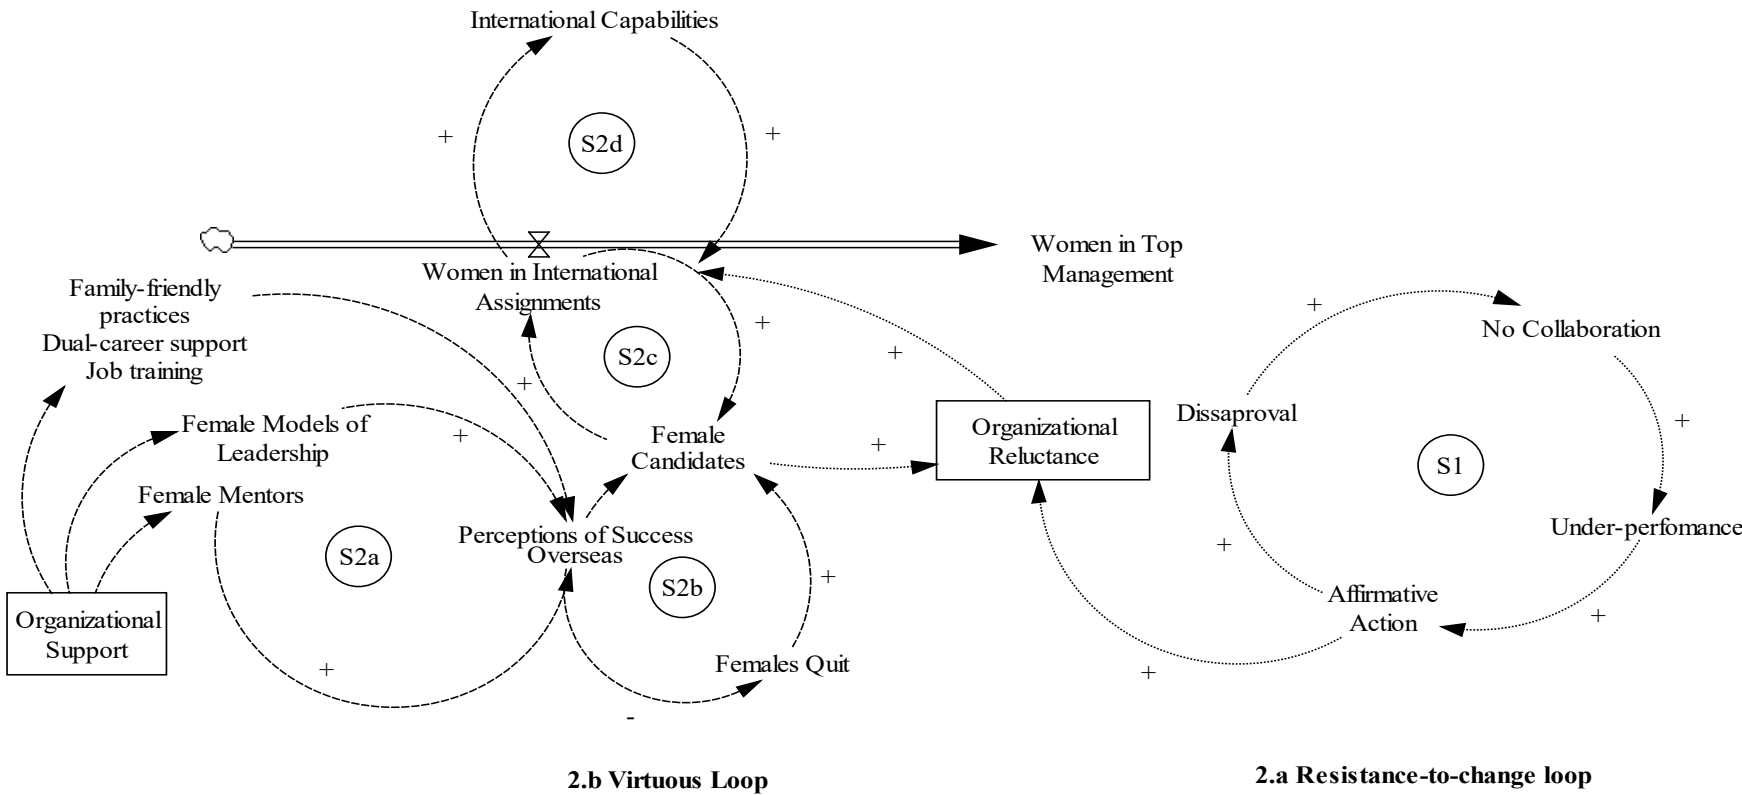 International Capabilities
+
+
S2d
Women in Top
Management
Women in International
Assignments
Family-friendly
practices
Dual-career support
Job training
+
+
No Collaboration
+
S2c
+
+
Dissaproval
Female Models of
Leadership
+
Female
Candidates
+
Organizational
Reluctance
+
S1
Female Mentors
Perceptions of Success
Overseas
Under-perfomance
+
S2a
S2b
+
Affirmative
Action
+
Organizational
Support
+
Females Quit
+
-
2.b Virtuous Loop
2.a Resistance-to-change loop